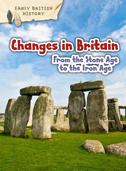 EARLY BRITISH
HISTORY
Changes in Britain
From the Stone Age
to the Iron Age